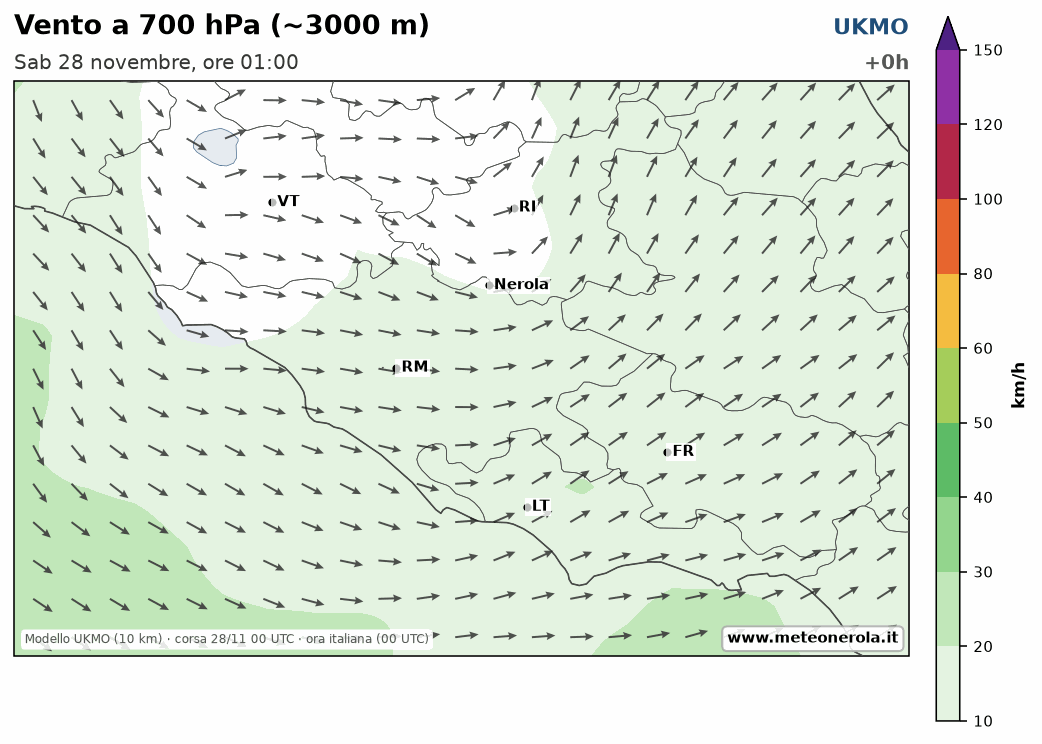 Vento a 700 hPa (~3000 m)
UKMO
Sab 28 novembre, ore 01:00
+0h
VT
RI
Nerola
RM
FR
LT
Modello UKMO (10 km) · corsa 28/11 00 UTC · ora italiana (00 UTC)
www.meteonerola.it
150
120
100
80
60
50
40
30
20
10
km/h